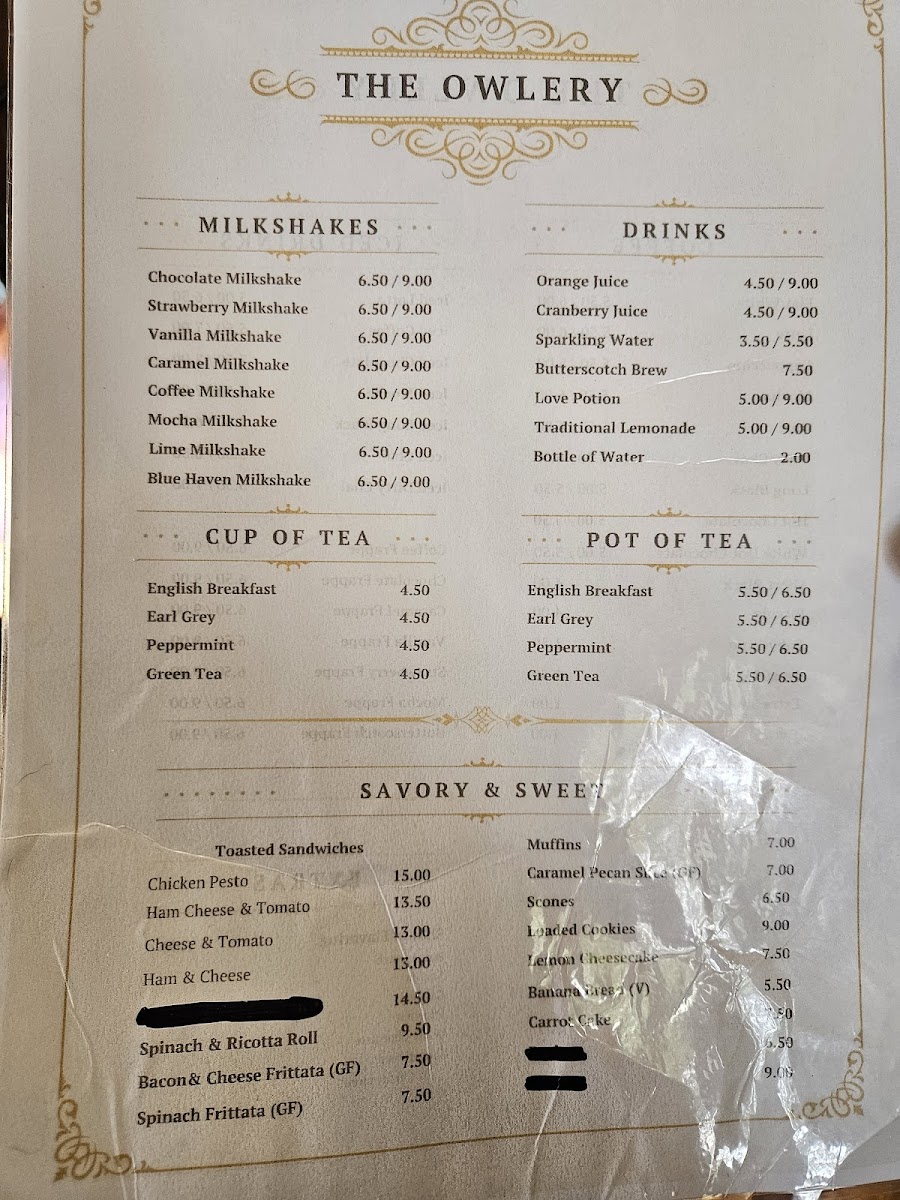 THE OWLERY
MILKSHAKES
Chocolate Milkshake 6.50 / 9.00
Strawberry Milkshake 6.50 / 9.00
Vanilla Milkshake 6.50 / 9.00
Caramel Milkshake 6.50 / 9.00
Coffee Milkshake 6.50 / 9.00
Mocha Milkshake 6.50 / 9.00
Lime Milkshake 6.50 / 9.00
Blue Haven Milkshake 6.50 / 9.00
DRINKS
Orange Juice 4.50 / 9.00
Cranberry Juice 4.50 / 9.00
Sparkling Water 3.50 / 5.50
Butterscotch Brew 7.50
Love Potion 5.00 / 9.00
Traditional Lemonade 5.00 / 9.00
Bottle of Water 2.00
CUP OF TEA
English Breakfast 4.50
Earl Grey 4.50
Peppermint 4.50
Green Tea 4.50
POT OF TEA
English Breakfast 5.50 / 6.50
Earl Grey 5.50 / 6.50
Peppermint 5.50 / 6.50
Green Tea 5.50 / 6.50
SAVORY & SWEET
Toasted Sandwiches
Chicken Pesto 15.00
Ham Cheese & Tomato 13.50
Cheese & Tomato 13.00
Ham & Cheese 13.00
14.50
Spinach & Ricotta Roll 9.50
Bacon& Cheese Frittata (GF) 7.50
Spinach Frittata (GF) 7.50
Muffins 7.00
Caramel Pecan Slice (GF) 7.00
Scones 6.50
Loaded Cookies 9.00
Lemon Cheesecake 7.50
Banana Bread (V) 5.50
Carrot Cake
6.50
9.00